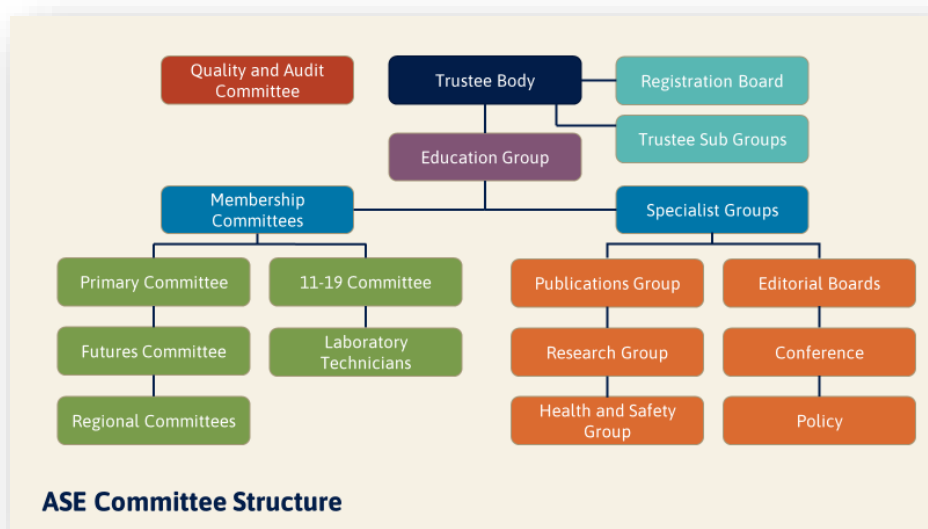 Quality and Audit
Committee
Trustee Body
Registration Board
Trustee Sub Groups
Education Group
Membership
Committees
Specialist Groups
Primary Committee
11-19 Committee
Publications Group
Editorial Boards
Futures Committee
Laboratory
Technicians
Research Group
Conference
Regional Committees
Health and Safety
Group
Policy
ASE Committee Structure